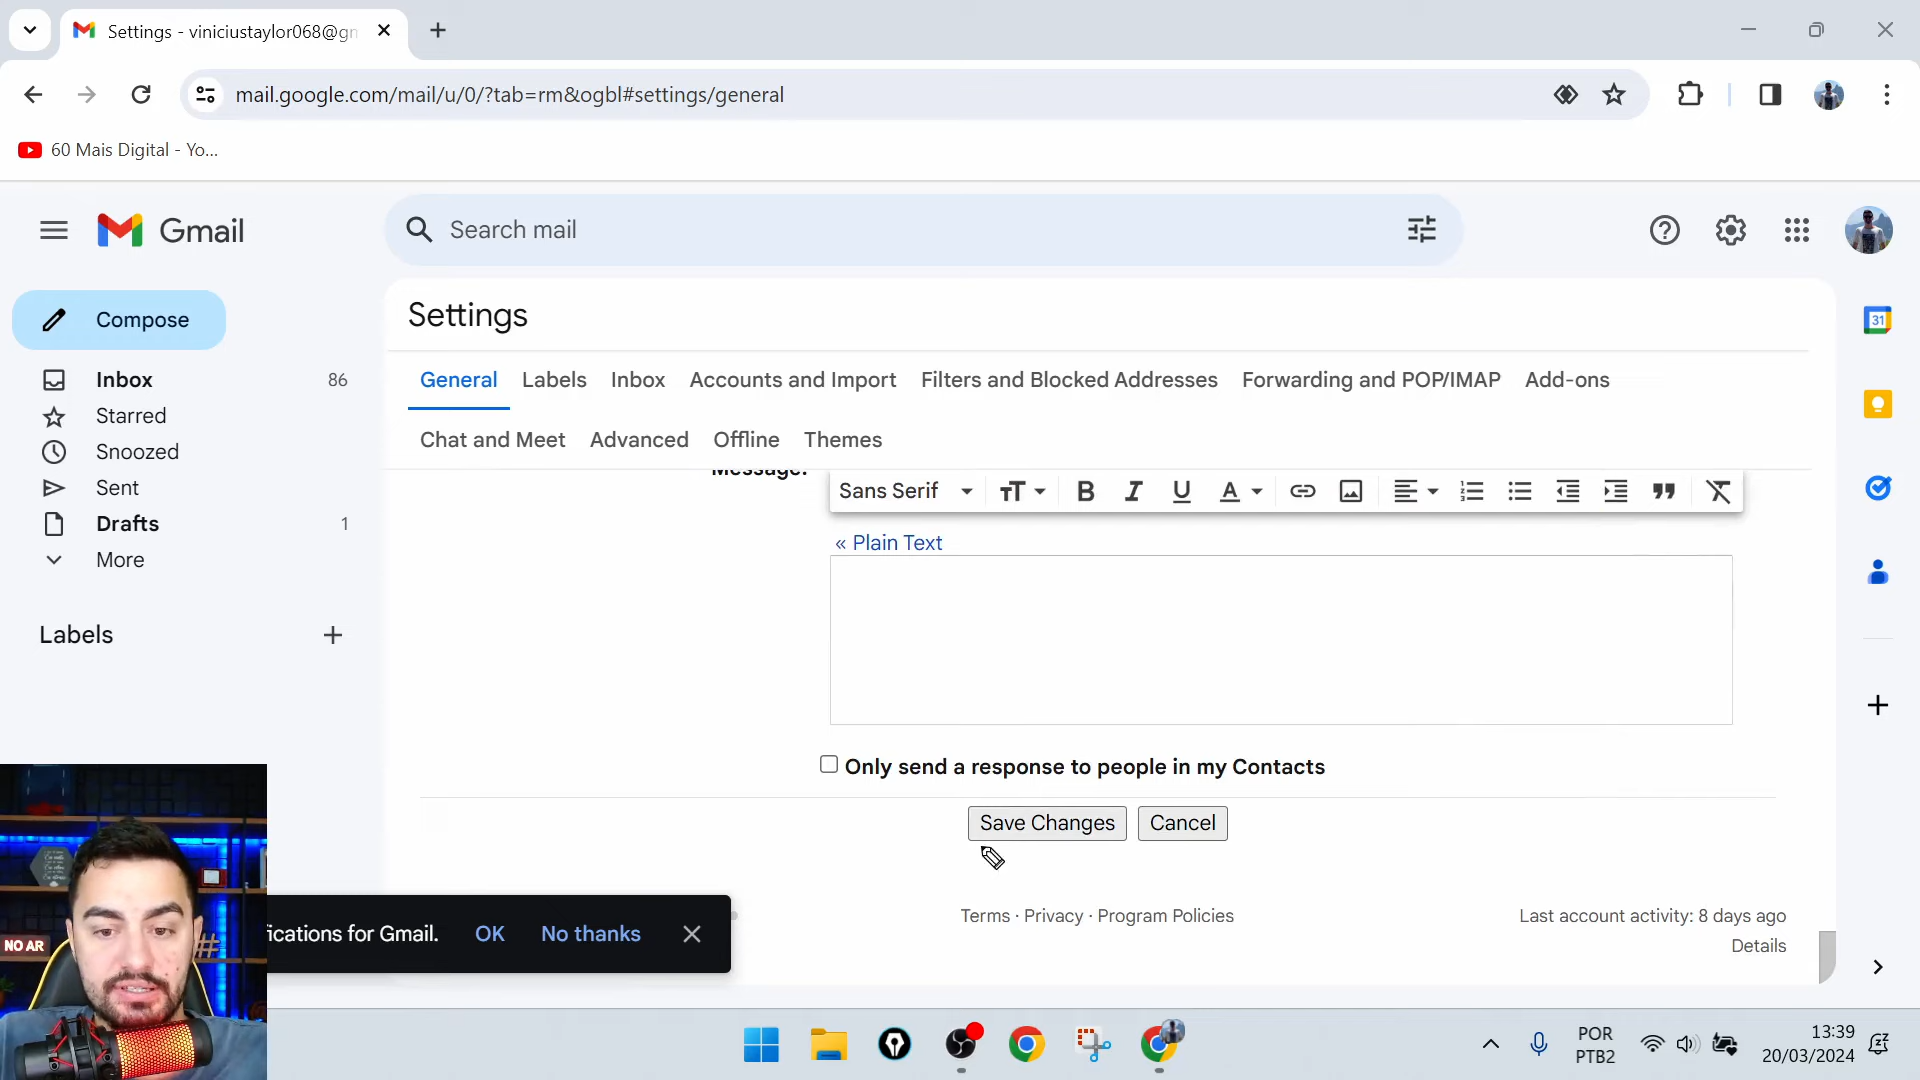 Settings - viniciustaylor068@gn
mail.google.com/mail/u/0/?tab=rm&ogbl#settings/general
60 Mais Digital - Yo...
Gmail
Search mail
Compose
Inbox 86
Starred
Snoozed
Sent
Drafts 1
More
Labels
Settings
General Labels Inbox Accounts and Import Filters and Blocked Addresses Forwarding and POP/IMAP Add-ons
Chat and Meet Advanced Offline Themes
Message:
Sans Serif
« Plain Text
Only send a response to people in my Contacts
Save Changes Cancel
Terms · Privacy · Program Policies
Last account activity: 8 days ago
Details
31
fications for Gmail. OK No thanks
NO AR
#
POR
PTB2
13:39
20/03/2024